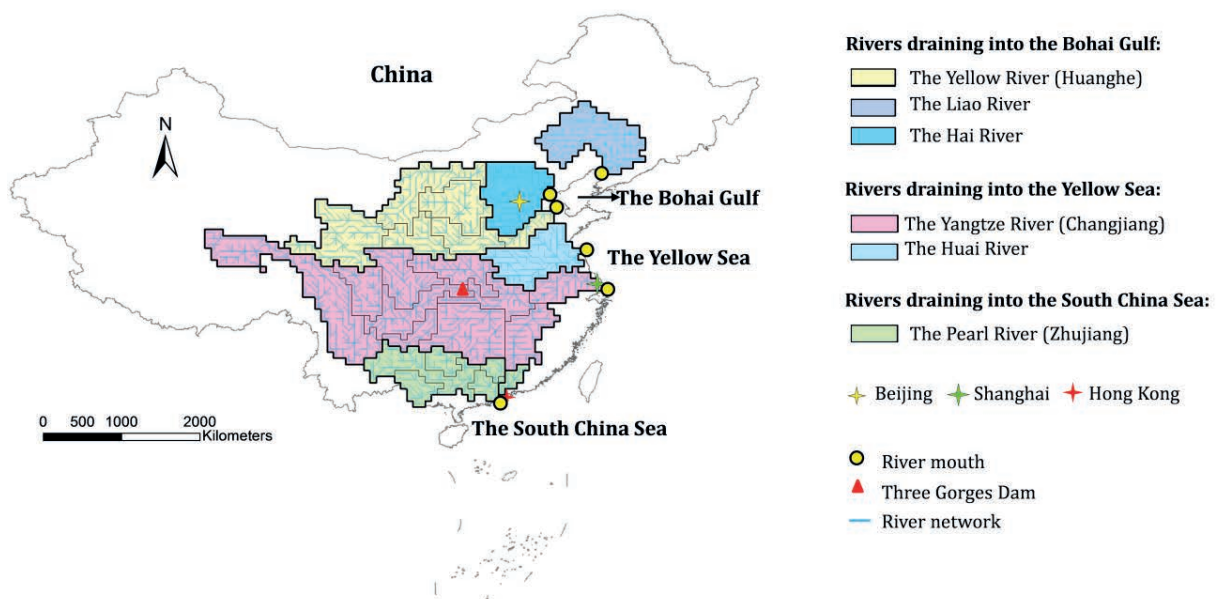 China
N
The Bohai Gulf
The Yellow Sea
The South China Sea
0 500 1000 2000
Kilometers
Rivers draining into the Bohai Gulf:
The Yellow River (Huanghe)
The Liao River
The Hai River
Rivers draining into the Yellow Sea:
The Yangtze River (Changjiang)
The Huai River
Rivers draining into the South China Sea:
The Pearl River (Zhujiang)
Beijing Shanghai Hong Kong
River mouth
Three Gorges Dam
River network